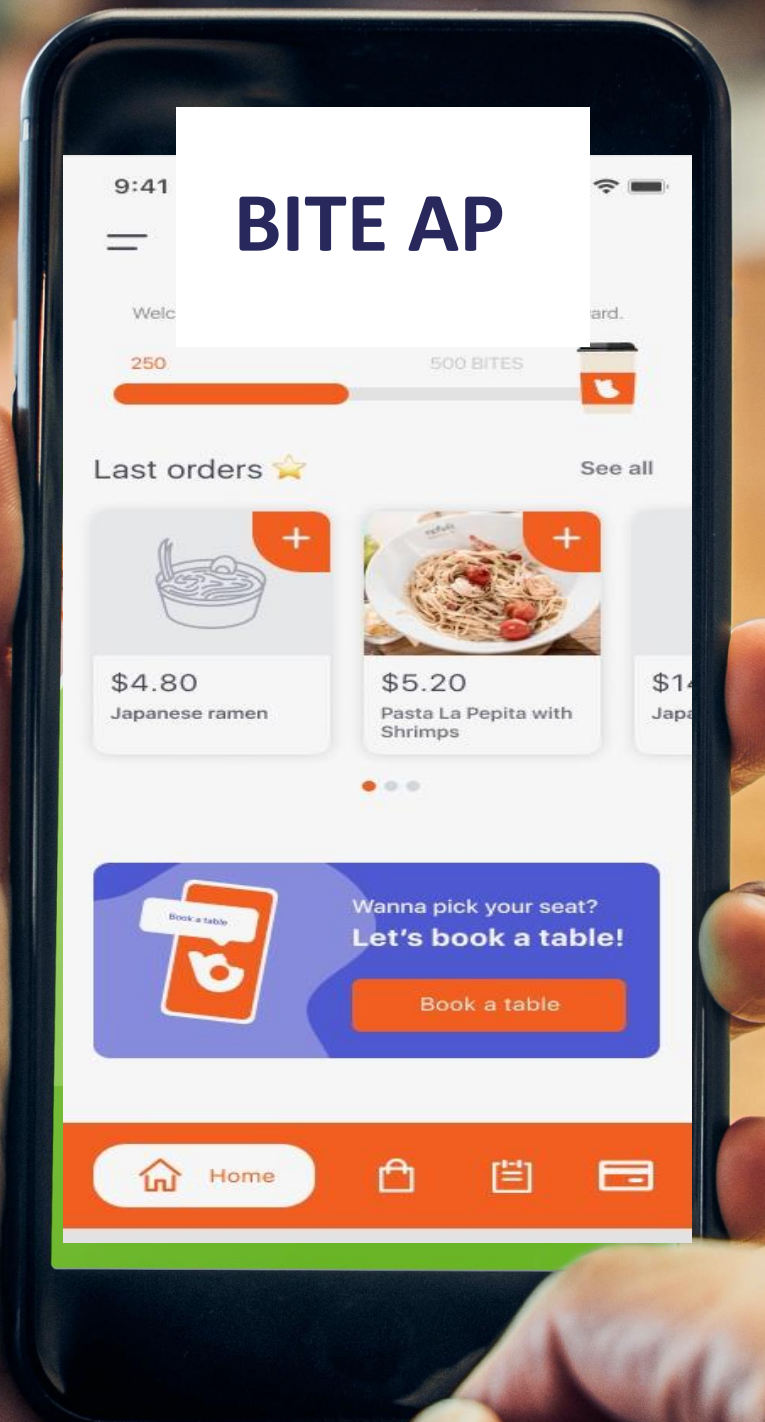 9:41
BITE AP
250
500 BITES
Last orders
See all
$4.80
Japanese ramen
$5.20
Pasta La Pepita with
Shrimps
Book a table
Wanna pick your seat?
Let's book a table!
Book a table
Home